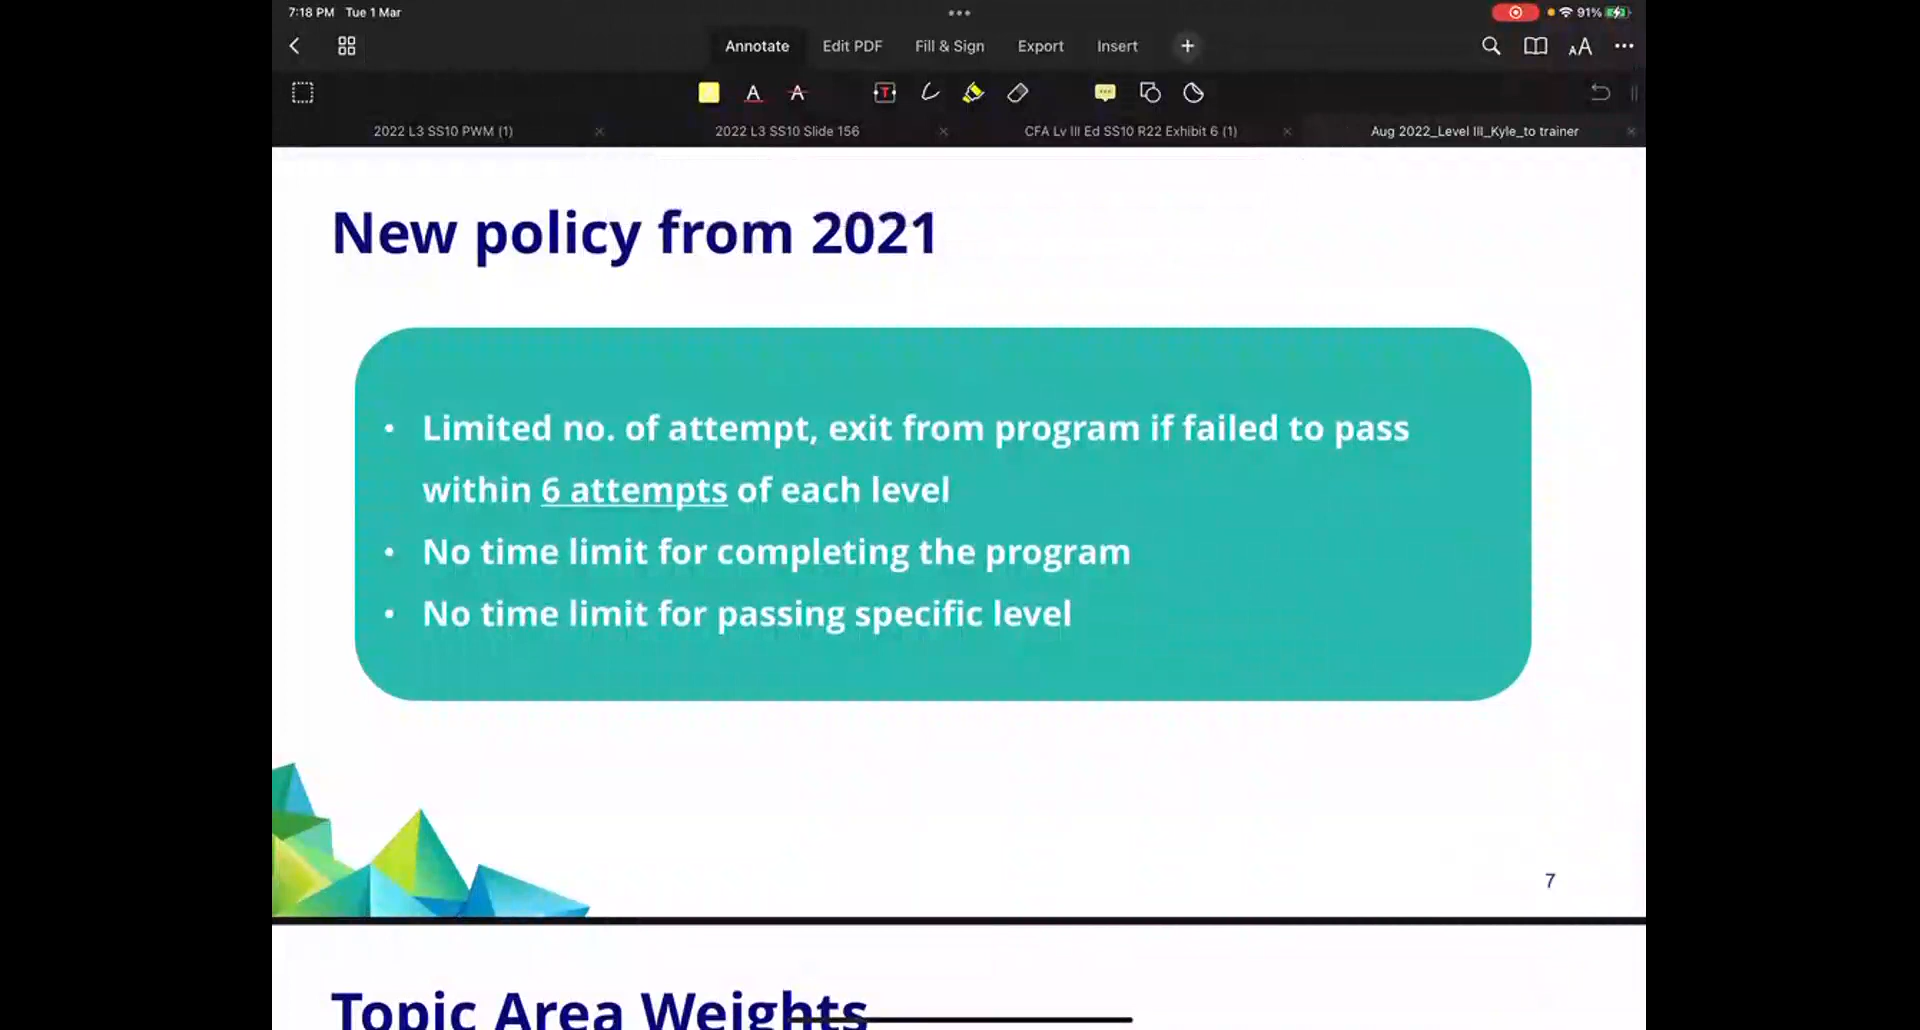 7:18 PM Tue 1 Mar
91%
Annotate Edit PDF Fill & Sign Export Insert
AA
A A T
2022 L3 SS10 PWM (1) 2022 L3 SS10 Slide 156 CFA Lv III Ed SS10 R22 Exhibit 6 (1) Aug 2022_Level III_Kyle_to trainer
New policy from 2021
• Limited no. of attempt, exit from program if failed to pass
within 6 attempts of each level
• No time limit for completing the program
• No time limit for passing specific level
7
Topic Area Weights